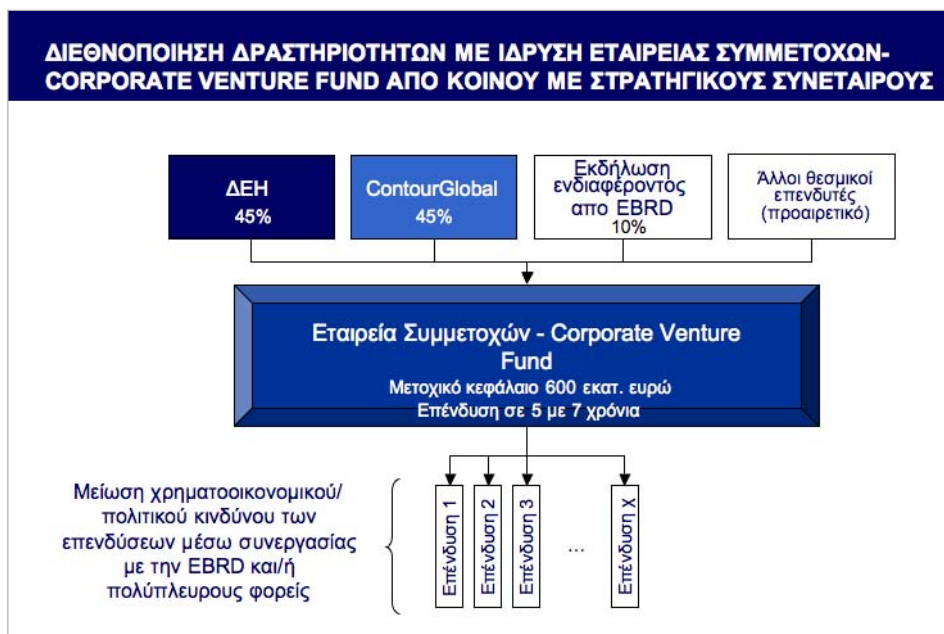 ΔΙΕΘΝΟΠΟΙΗΣΗ ΔΡΑΣΤΗΡΙΟΤΗΤΩΝ ΜΕ ΙΔΡΥΣΗ ΕΤΑΙΡΕΙΑΣ ΣΥΜΜΕΤΟΧΩΝ-
CORPORATE VENTURE FUND ΑΠΟ ΚΟΙΝΟΥ ΜΕ ΣΤΡΑΤΗΓΙΚΟΥΣ ΣΥΝΕΤΑΙΡΟΥΣ
ΔΕΗ
45%
ContourGlobal
45%
Εκδήλωση
ενδιαφέροντος
απο EBRD
10%
Άλλοι θεσμικοί
επενδυτές
(προαιρετικό)
Εταιρεία Συμμετοχών - Corporate Venture
Fund
Μετοχικό κεφάλαιο 600 εκατ. ευρώ
Επένδυση σε 5 με 7 χρόνια
Μείωση χρηματοοικονομικού/
πολιτικού κινδύνου των
επενδύσεων μέσω συνεργασίας
με την EBRD και/ή
πολύπλευρους φορείς
Επένδυση 1
Επένδυση 2
Επένδυση 3
...
Επένδυση χ